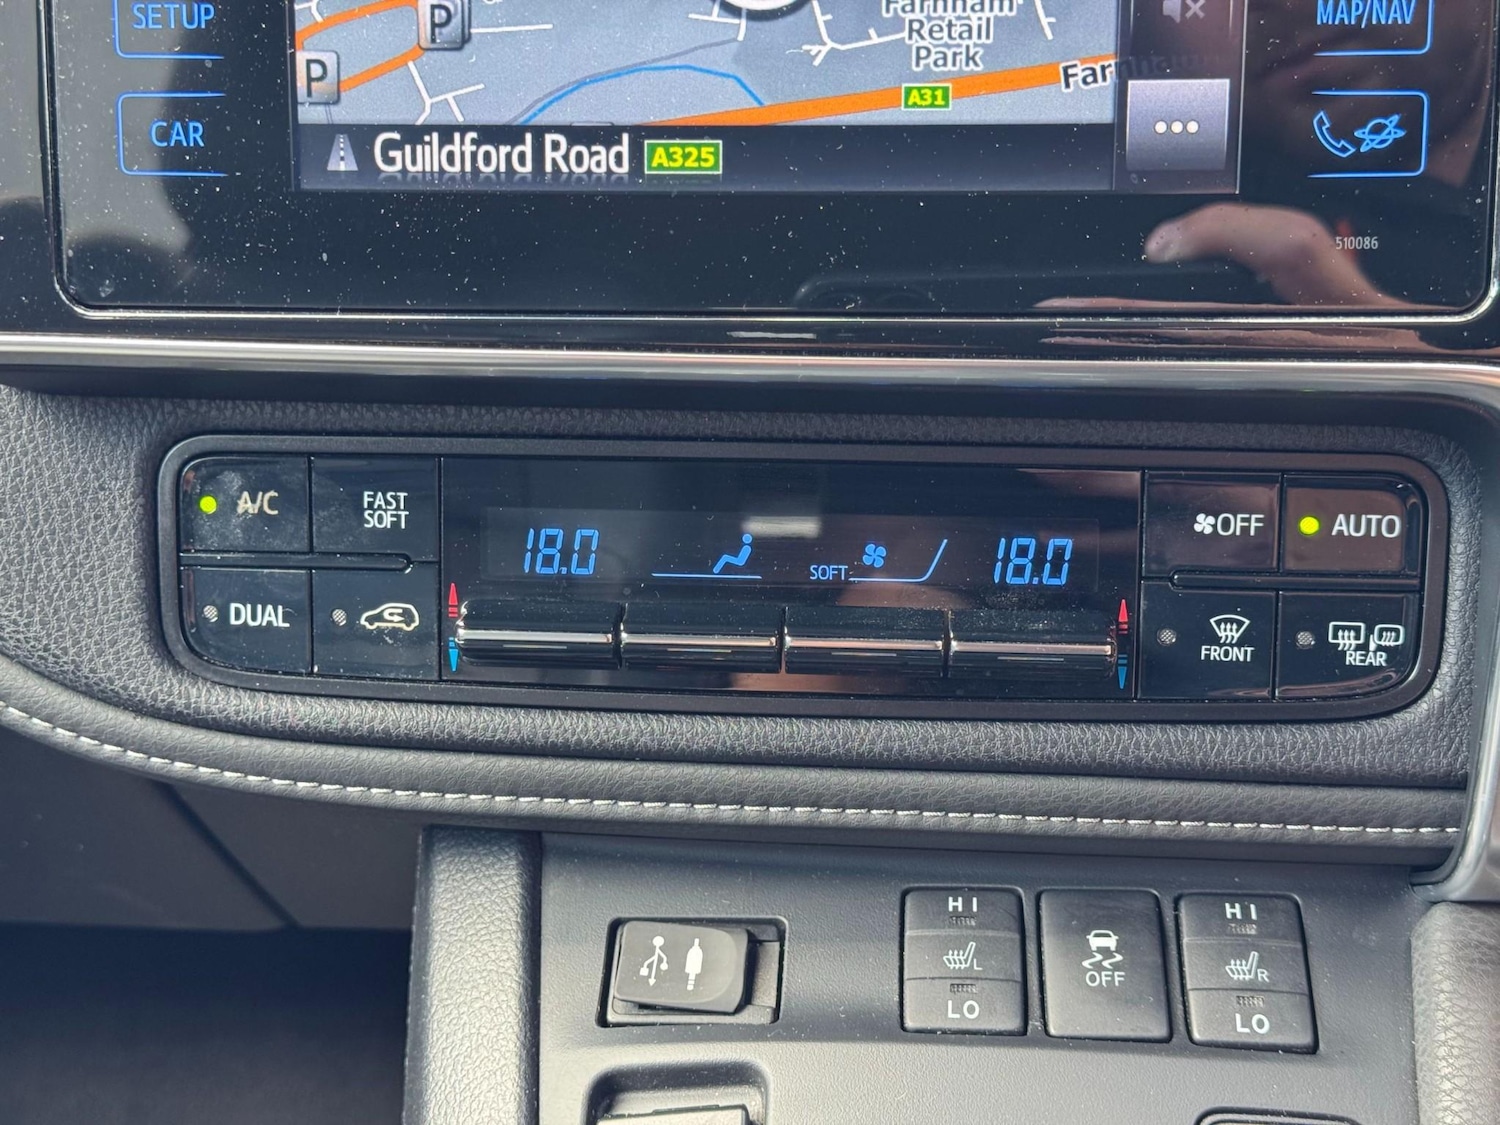 SETUP
P
P
Farnham
Retail
Park
A31
MAP/NAV
CAR
Guildford Road A325
510086
A/C
FAST
SOFT
18.0
SOFT
18.0
OFF
AUTO
DUAL
FRONT
REAR
HI
L
LO
OFF
HI
R
LO